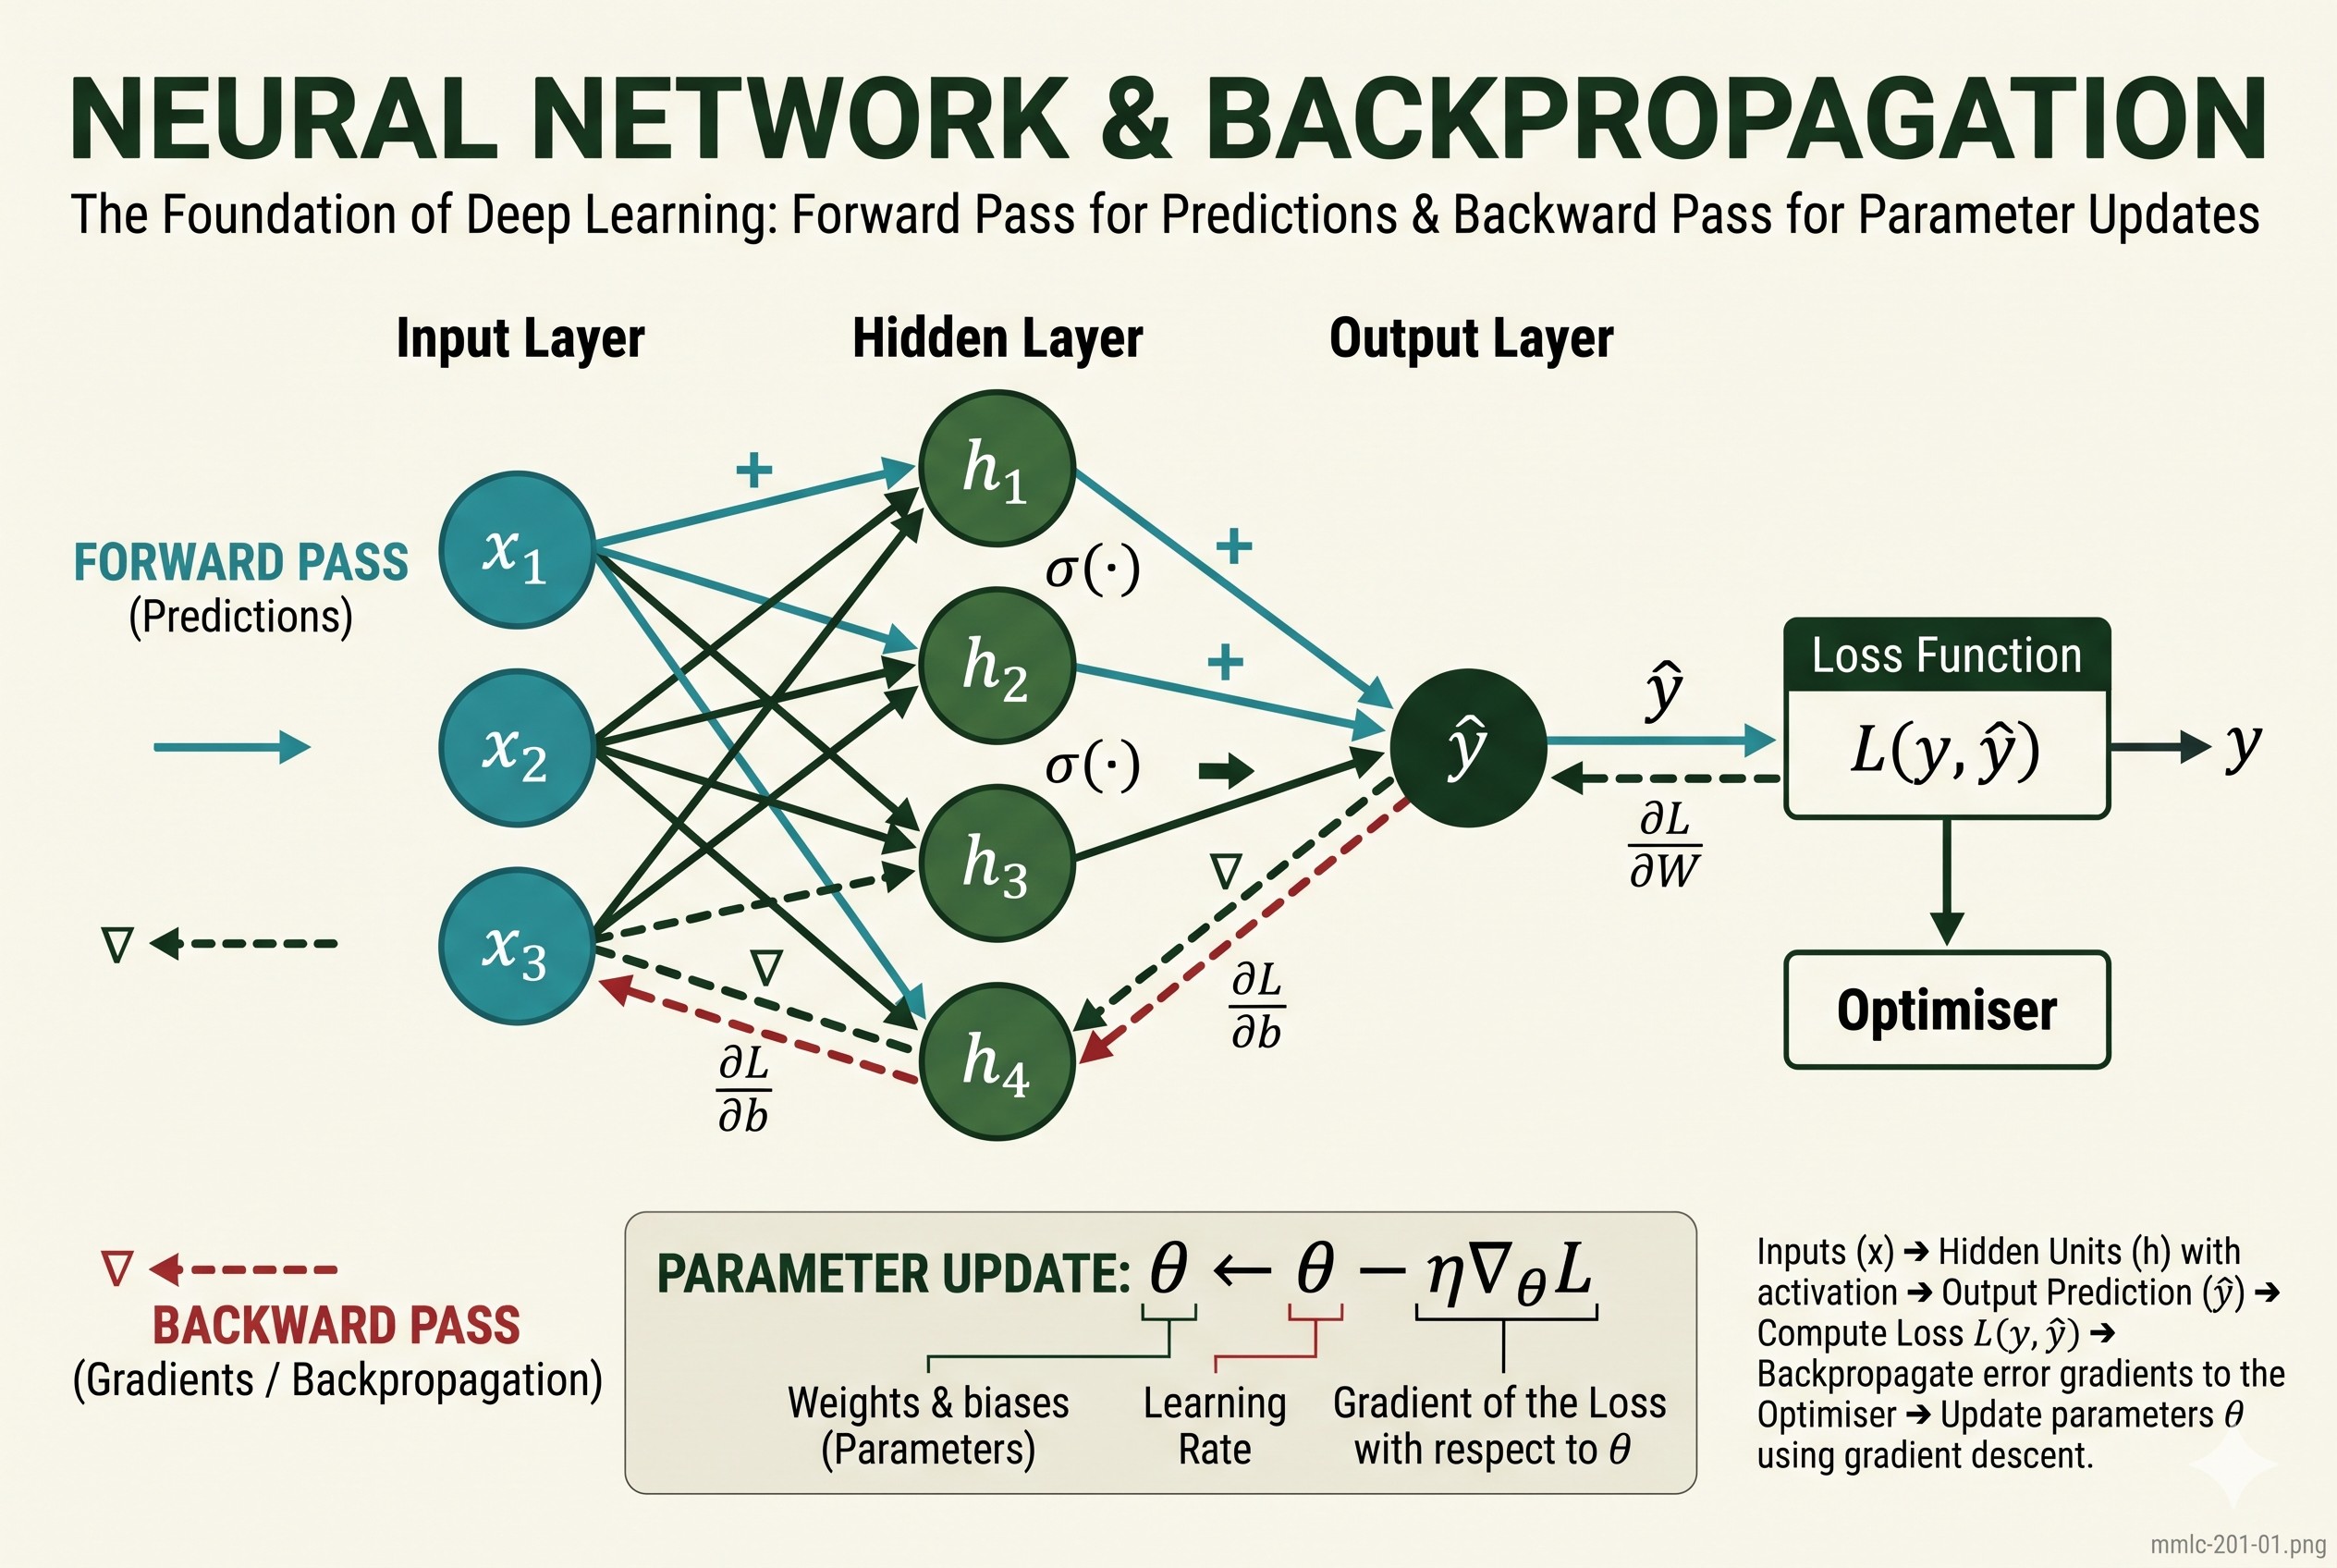 NEURAL NETWORK & BACKPROPAGATION
The Foundation of Deep Learning: Forward Pass for Predictions & Backward Pass for Parameter Updates
Input Layer
Hidden Layer
Output Layer
FORWARD PASS
(Predictions)
∇
x₁
x₂
x₃
+
∇
∂L/∂b
h₁
σ(·)
h₂
σ(·)
h₃
h₄
+
+
∇
∂L/∂b
ŷ
ŷ
∂L/∂W
Loss Function
L(y, ŷ)
y
Optimiser
∇
BACKWARD PASS
(Gradients / Backpropagation)
PARAMETER UPDATE: θ ← θ − η∇_θ L
Weights & biases
(Parameters)
Learning
Rate
Gradient of the Loss
with respect to θ
Inputs (x) ➔ Hidden Units (h) with
activation ➔ Output Prediction (ŷ) ➔
Compute Loss L(y, ŷ) ➔
Backpropagate error gradients to the
Optimiser ➔ Update parameters θ
using gradient descent.
mmlc-201-01.png